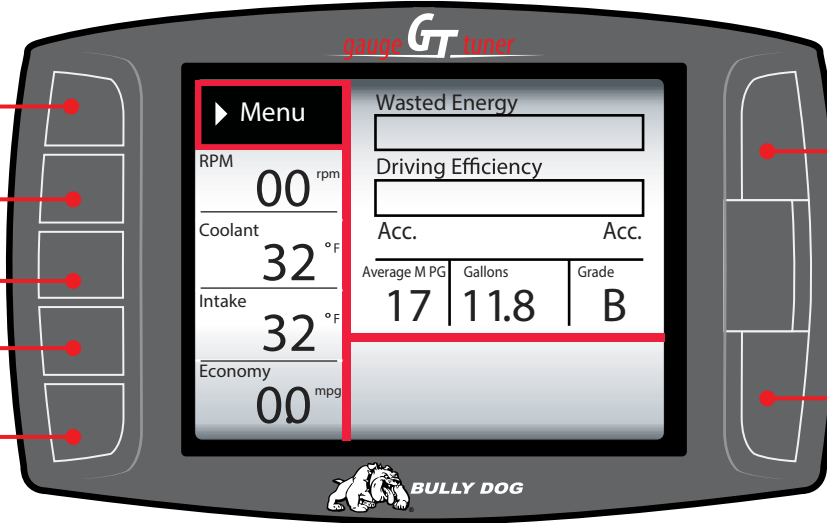 gauge GT tuner
Menu
RPM
00 rpm
Coolant
32 °F
Intake
32 °F
Economy
0.0 mpg
Wasted Energy
Driving Efficiency
Acc. Acc.
Average M PG Gallons Grade
17 11.8 B
BULLY DOG